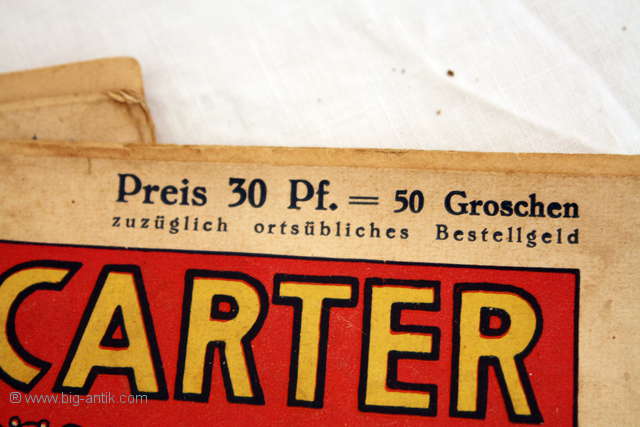 Preis 30 Pf. = 50 Groschen
zuzüglich ortsübliches Bestellgeld
CARTER
® www.big-antik.com